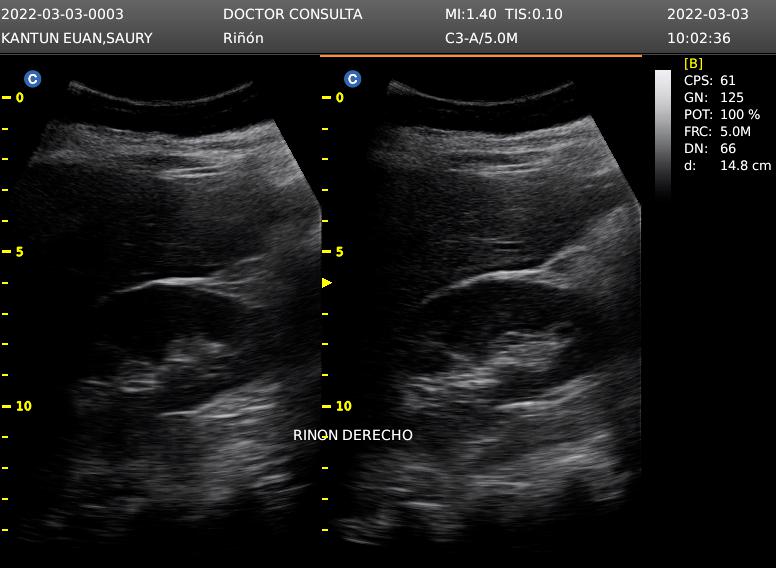 2022-03-03-0003 DOCTOR CONSULTA MI:1.40 TIS:0.10 2022-03-03
KANTUN EUAN,SAURY Riñón C3-A/5.0M 10:02:36
C C
[B]
CPS: 61
GN: 125
POT: 100 %
FRC: 5.0M
DN: 66
d: 14.8 cm
0 0
5 5
10 10
RINON DERECHO